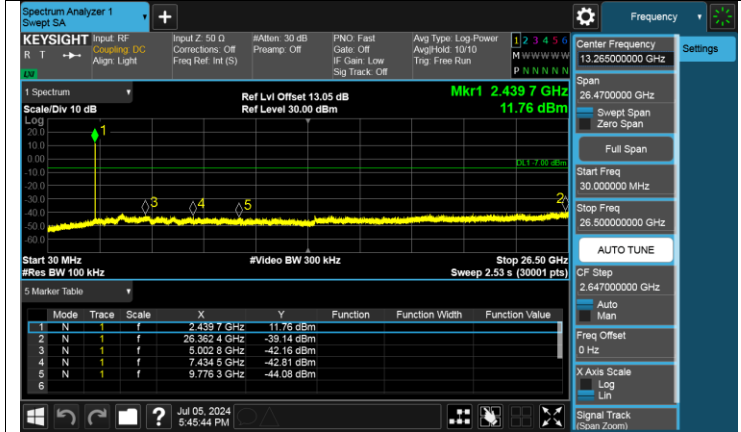 Spectrum Analyzer 1
Swept SA
Frequency
KEYSIGHT
R T
LXI
Input: RF
Coupling: DC
Align: Light
Input Z: 50 Ω
Corrections: Off
Freq Ref: Int (S)
#Atten: 30 dB
Preamp: Off
PNO: Fast
Gate: Off
IF Gain: Low
Sig Track: Off
Avg Type: Log-Power
Avg|Hold: 10/10
Trig: Free Run
1 2 3 4 5 6
M W W W W W
P N N N N N
Center Frequency
13.265000000 GHz
Settings
Span
26.4700000 GHz
Swept Span
Zero Span
Full Span
Start Freq
30.000000 MHz
Stop Freq
26.500000000 GHz
AUTO TUNE
CF Step
2.647000000 GHz
Auto
Man
Freq Offset
0 Hz
X Axis Scale
Log
Lin
Signal Track
(Span Zoom)
1 Spectrum
Scale/Div 10 dB
Log
Ref Lvl Offset 13.05 dB
Ref Level 30.00 dBm
Mkr1 2.439 7 GHz
11.76 dBm
20.0
10.0
0.00
-10.0
-20.0
-30.0
-40.0
-50.0
-60.0
1
3
4
5
2
DL1 -7.00 dBm
Start 30 MHz
#Res BW 100 kHz
#Video BW 300 kHz
Stop 26.50 GHz
Sweep 2.53 s (30001 pts)
5 Marker Table
Mode Trace Scale X Y Function Function Width Function Value
1 N 1 f 2.439 7 GHz 11.76 dBm
2 N 1 f 26.362 4 GHz -39.14 dBm
3 N 1 f 5.002 8 GHz -42.16 dBm
4 N 1 f 7.434 5 GHz -42.81 dBm
5 N 1 f 9.776 3 GHz -44.08 dBm
6
?
Jul 05, 2024
5:45:44 PM